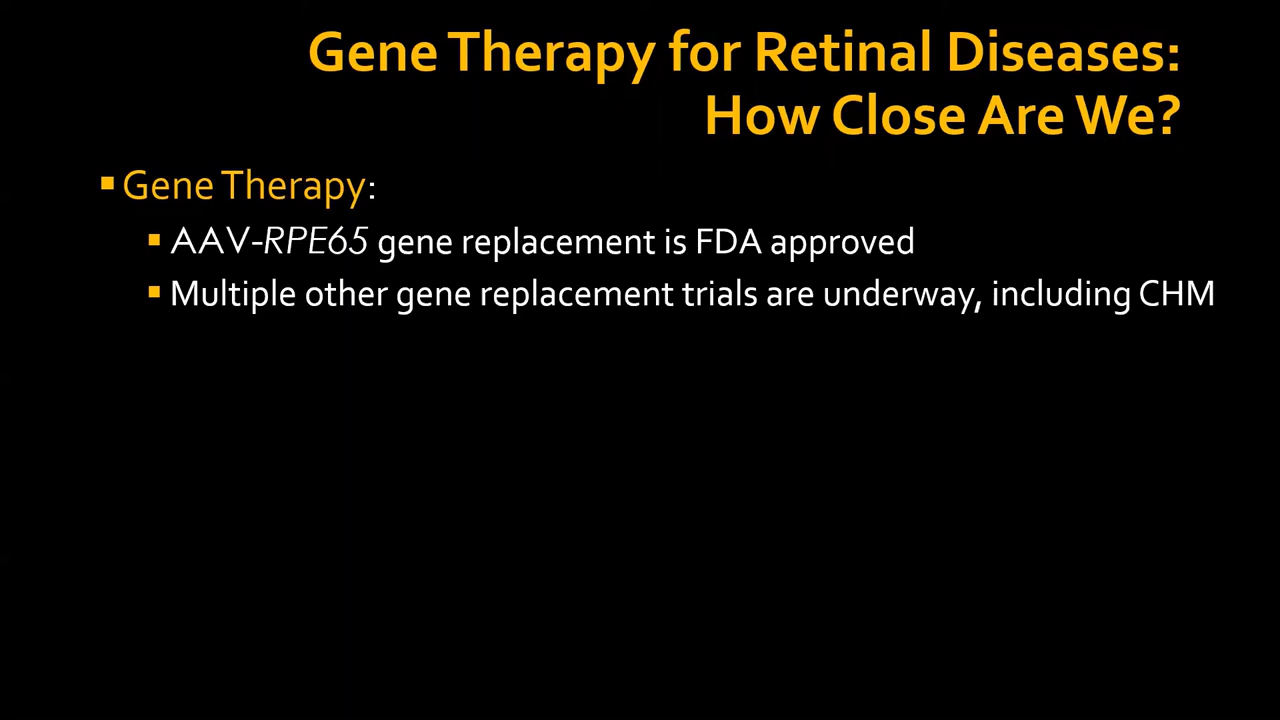 Gene Therapy for Retinal Diseases:
How Close Are We?
▪ Gene Therapy:
▪ AAV-RPE65 gene replacement is FDA approved
▪ Multiple other gene replacement trials are underway, including CHM